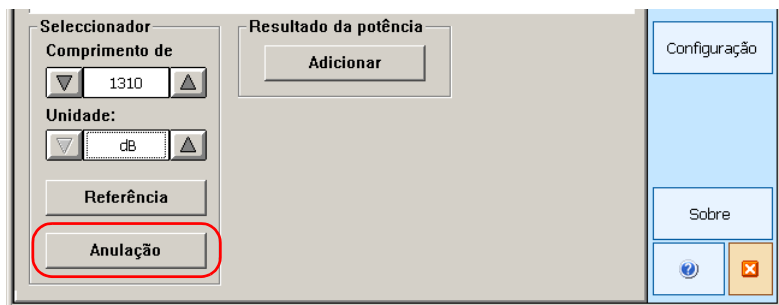 Seleccionador
Comprimento de
1310
Unidade:
dB
Referência
Anulação
Resultado da potência
Adicionar
Configuração
Sobre
?